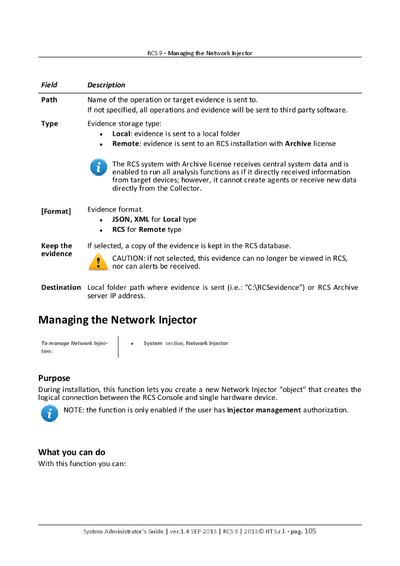 RCS 9 - Managing the Network Injector
Field Description
Path Name of the operation or target evidence is sent to.
If not specified, all operations and evidence will be sent to third party software.
Type Evidence storage type:
• Local: evidence is sent to a local folder
• Remote: evidence is sent to an RCS installation with Archive license
The RCS system with Archive license receives central system data and is
enabled to run all analysis functions as if it directly received information
from target devices; however, it cannot create agents or receive new data
directly from the Collector.
[Format] Evidence format.
• JSON, XML for Local type
• RCS for Remote type
Keep the If selected, a copy of the evidence is kept in the RCS database.
evidence
CAUTION: if not selected, this evidence can no longer be viewed in RCS,
nor can alerts be received.
Destination Local folder path where evidence is sent (i.e.: "C:\RCSevidence") or RCS Archive
server IP address.
Managing the Network Injector
To manage Network Injec- • System section, Network Injector
tors:
Purpose
During installation, this function lets you create a new Network Injector "object" that creates the
logical connection between the RCS Console and single hardware device.
NOTE: the function is only enabled if the user has Injector management authorization.
What you can do
With this function you can:
System Administrator's Guide | ver.1.4 SEP-2013 | RCS 9 | 2013 © HT S.r.l. - pag. 105